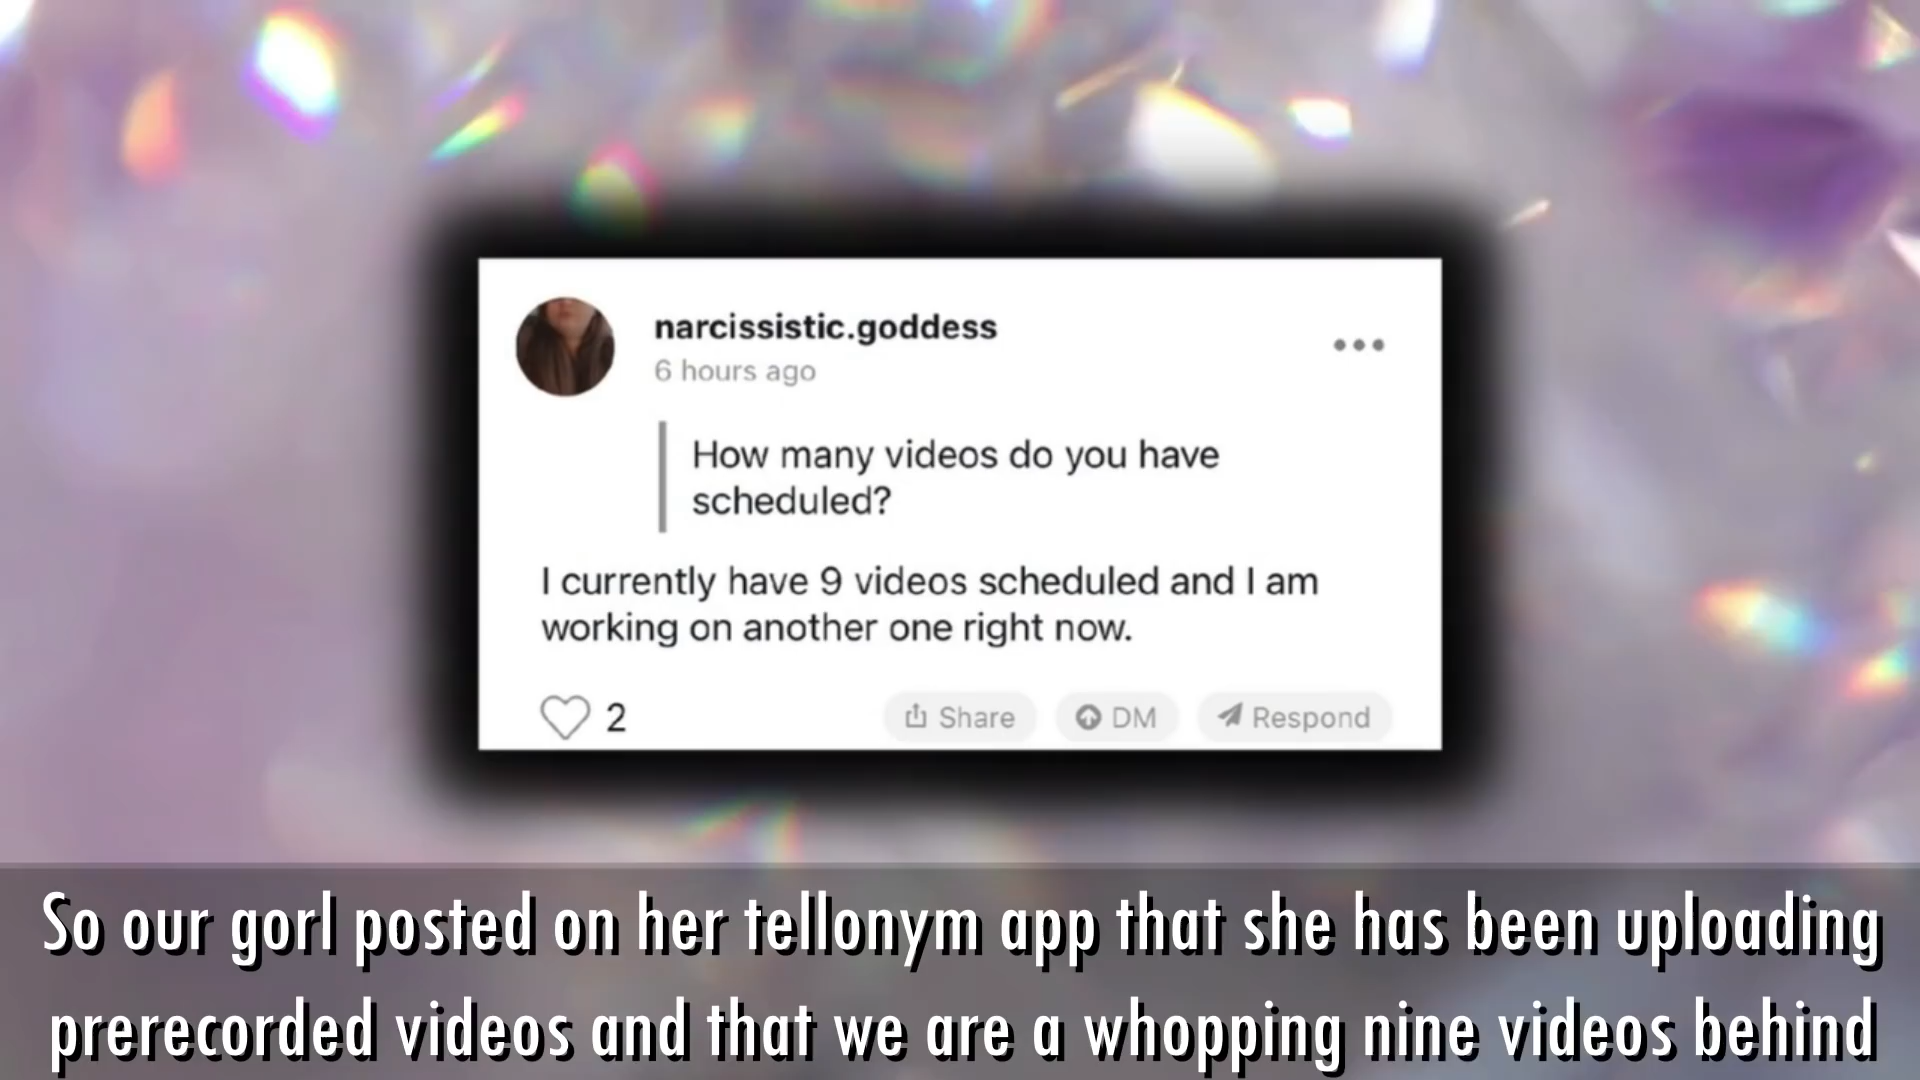 narcissistic.goddess
6 hours ago
How many videos do you have
scheduled?
I currently have 9 videos scheduled and I am
working on another one right now.
2
Share
DM
Respond
So our gorl posted on her tellonym app that she has been uploading
prerecorded videos and that we are a whopping nine videos behind